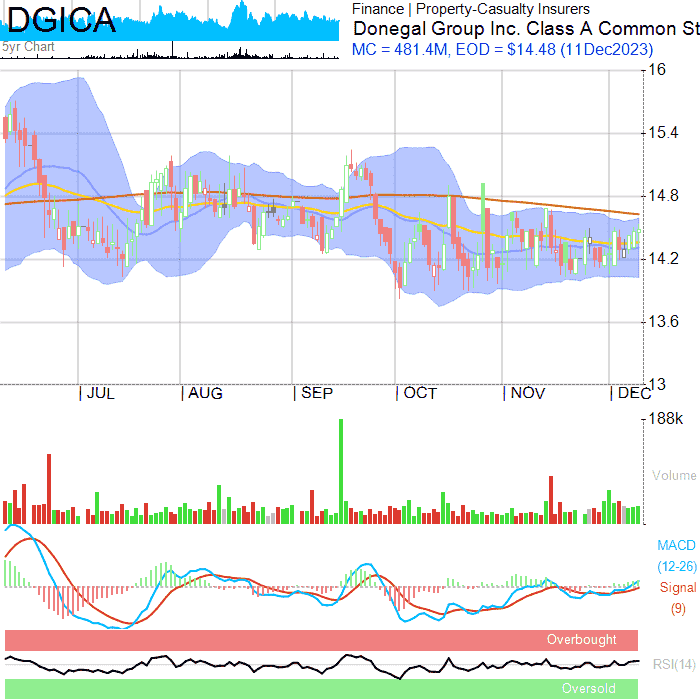 DGICA
5yr Chart
Finance | Property-Casualty Insurers
Donegal Group Inc. Class A Common St
MC = 481.4M, EOD = $14.48 (11Dec2023)
16
15.4
14.8
14.2
13.6
13
| JUL | AUG | SEP | OCT | NOV | DEC
188k
Volume
MACD
(12-26)
Signal
(9)
Overbought
RSI(14)
Oversold